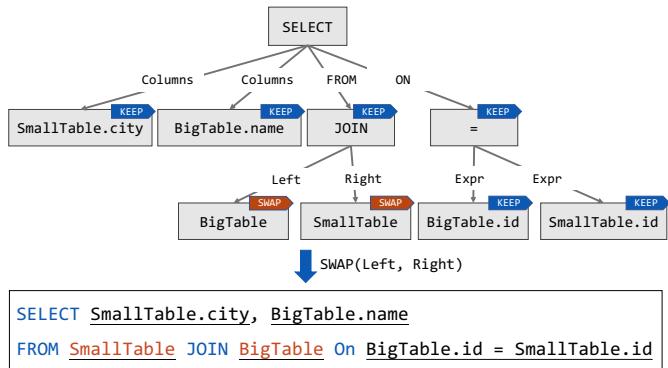 SELECT
Columns Columns FROM ON
KEEP KEEP KEEP KEEP
SmallTable.city BigTable.name JOIN =
Left Right Expr Expr
SWAP SWAP KEEP KEEP
BigTable SmallTable BigTable.id SmallTable.id
SWAP(Left, Right)
SELECT SmallTable.city, BigTable.name
FROM SmallTable JOIN BigTable On BigTable.id = SmallTable.id